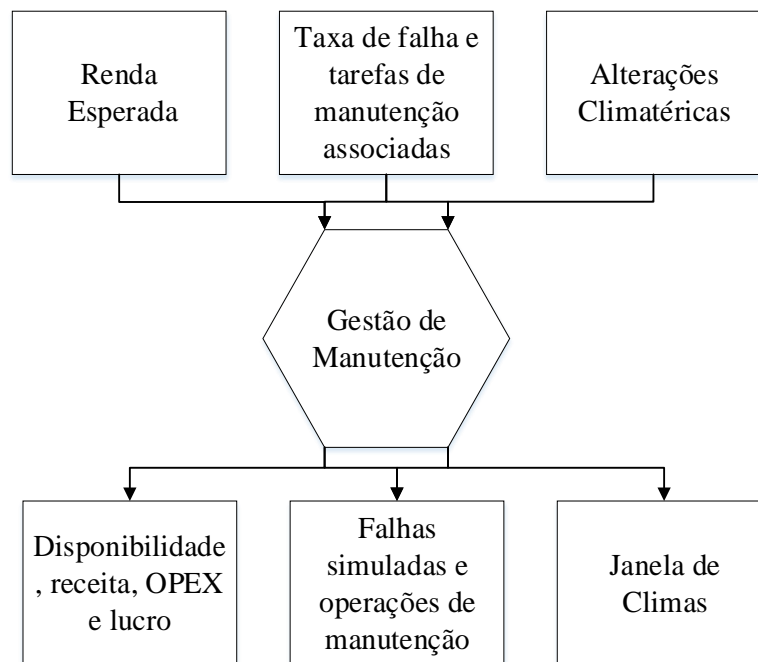 Renda
Esperada
Taxa de falha e
tarefas de
manutenção
associadas
Alterações
Climatéricas
Gestão de
Manutenção
Disponibilidade
, receita, OPEX
e lucro
Falhas
simuladas e
operações de
manutenção
Janela de
Climas